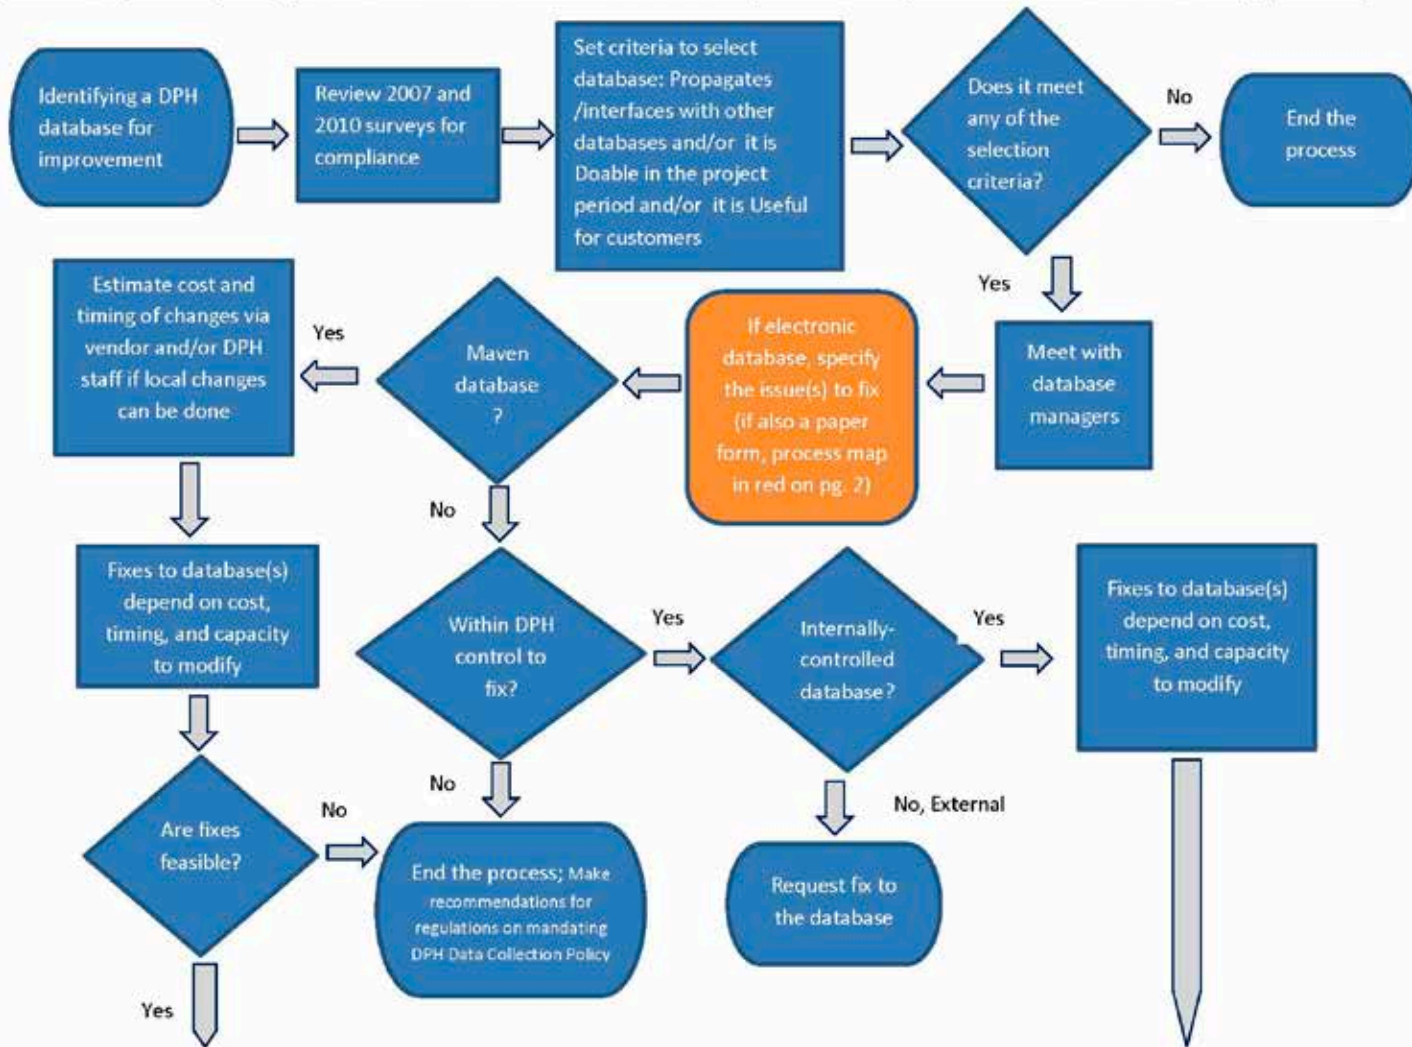 Identifying a DPH
database for
improvement
Review 2007 and
2010 surveys for
compliance
Set criteria to select
database: Propagates
/interfaces with other
databases and/or it is
Doable in the project
period and/or it is Useful
for customers
Does it meet
any of the
selection
criteria?
No
End the
process
Yes
Meet with
database
managers
If electronic
database, specify
the issue(s) to fix
(if also a paper
form, process map
in red on pg. 2)
Maven
database
?
Yes
Estimate cost and
timing of changes via
vendor and/or DPH
staff if local changes
can be done
No
Fixes to database(s)
depend on cost,
timing, and capacity
to modify
Within DPH
control to
fix?
Yes
Internally-
controlled
database?
Yes
Fixes to database(s)
depend on cost,
timing, and capacity
to modify
No
No, External
Are fixes
feasible?
No
End the process; Make
recommendations for
regulations on mandating
DPH Data Collection Policy
Request fix to
the database
Yes